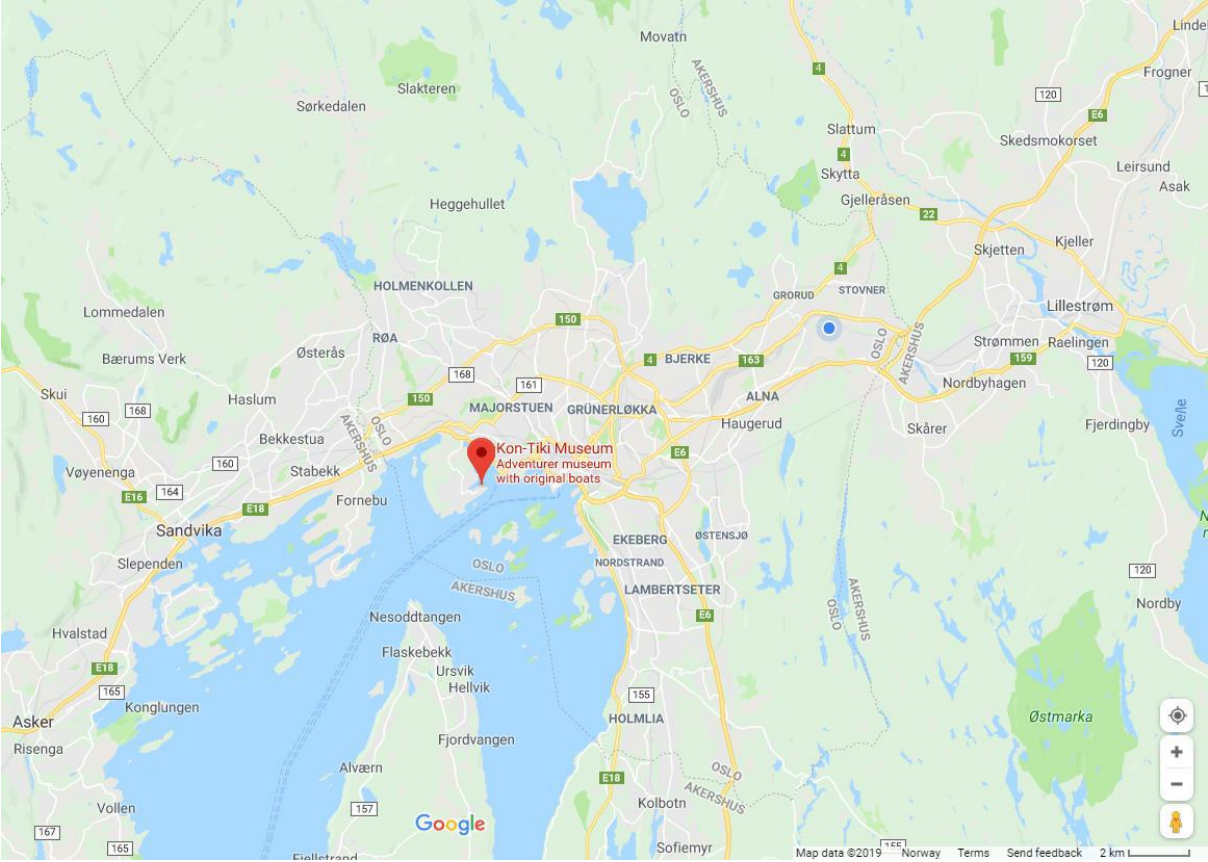 Movatn
Linde
4
AKERSHUS
OSLO
Frogner
Slakteren
120
1
Sørkedalen
E6
Slattum
Skedsmokorset
4
Leirsund
Skytta
Asak
Heggehullet
Gjelleråsen
22
Kjeller
Skjetten
4
HOLMENKOLLEN
GRORUD
STOVNER
Lillestrøm
Lommedalen
150
RØA
OSLO
AKERSHUS
Strømmen
Raelingen
Østerås
Bærums Verk
4
BJERKE
163
159
120
168
161
Nordbyhagen
Skui
150
ALNA
Haslum
MAJORSTUEN
GRÜNERLØKKA
160
168
OSLO
AKERSHUS
Haugerud
Skårer
Fjerdingby
Svelle
Bekkestua
Kon-Tiki Museum
Adventurer museum
with original boats
E6
160
Stabekk
Vøyenenga
164
E16
Fornebu
E18
N
r
Sandvika
EKEBERG
ØSTENSJØ
Slependen
OSLO
AKERSHUS
NORDSTRAND
120
LAMBERTSETER
AKERSHUS
OSLO
Nordby
Nesoddtangen
E6
Hvalstad
Flaskebekk
E18
Ursvik
Hellvik
165
155
Konglungen
Asker
HOLMLIA
Østmarka
Risenga
Fjordvangen
Alværn
E18
OSLO
AKERSHUS
Vollen
157
Kolbotn
Google
167
165
Sofiemyr
155
Fjellstrand
Map data ©2019 Norway Terms Send feedback 2 km